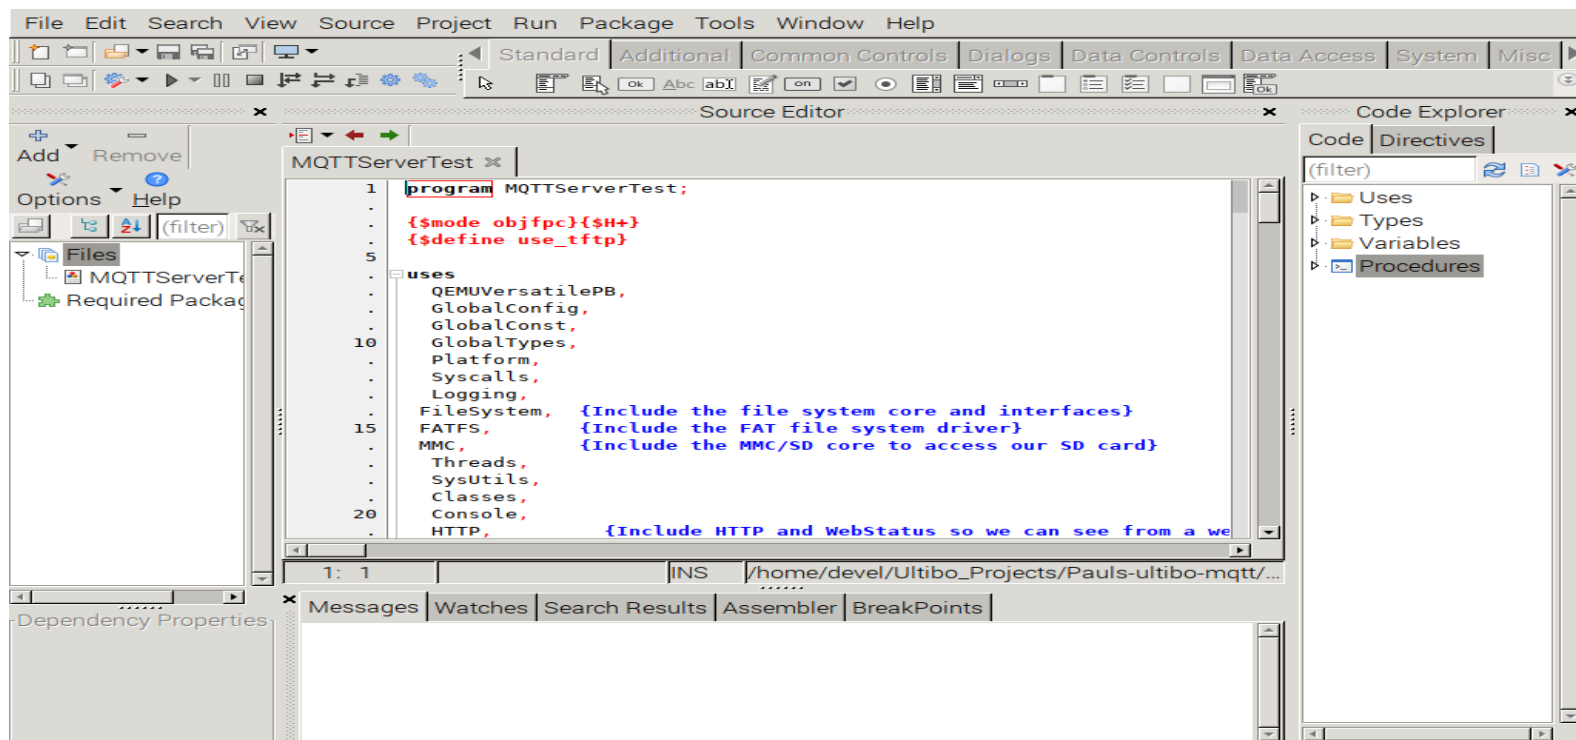 File Edit Search View Source Project Run Package Tools Window Help
Standard Additional Common Controls Dialogs Data Controls Data Access System Misc
Ok Abc abI on Ok
Source Editor
Code Explorer
Add Remove
Options Help
(filter)
Files
MQTTServerTe
Required Packag
Dependency Properties
MQTTServerTest
1 program MQTTServerTest;
.
. {$mode objfpc}{$H+}
. {$define use_tftp}
5
. uses
. QEMUVersatilePB,
. GlobalConfig,
. GlobalConst,
10 GlobalTypes,
. Platform,
. Syscalls,
. Logging,
. FileSystem, {Include the file system core and interfaces}
15 FATFS, {Include the FAT file system driver}
. MMC, {Include the MMC/SD core to access our SD card}
. Threads,
. SysUtils,
. Classes,
20 Console,
. HTTP, {Include HTTP and WebStatus so we can see from a we
1: 1 INS /home/devel/Ultibo_Projects/Pauls-ultibo-mqtt/...
Messages Watches Search Results Assembler BreakPoints
Code Directives
(filter)
Uses
Types
Variables
Procedures